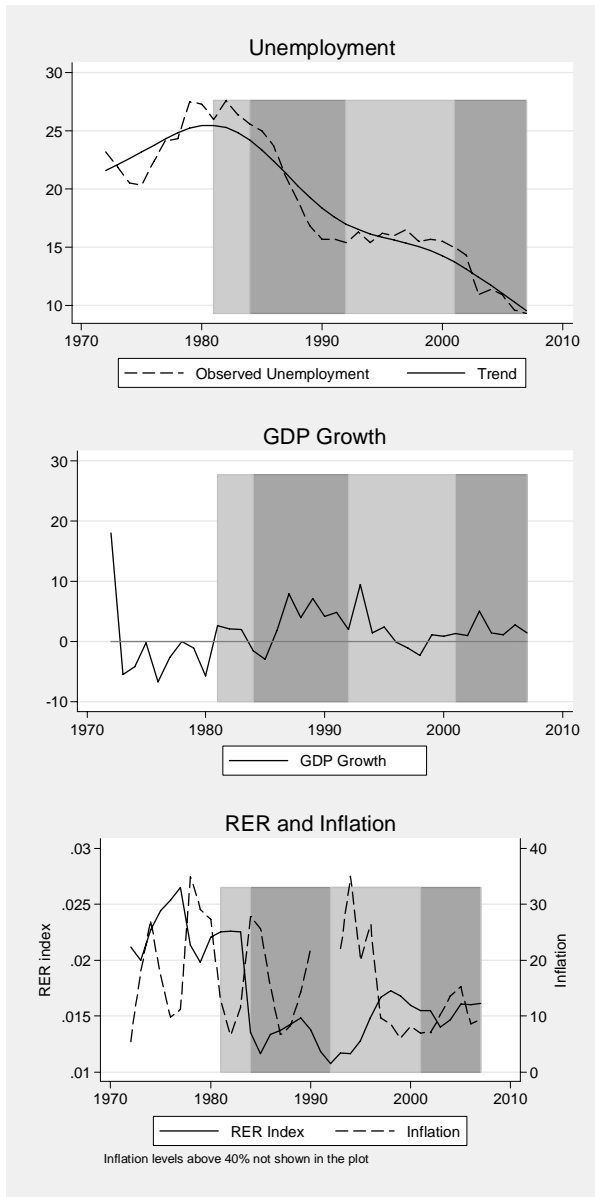 Unemployment
30
25
20
15
10
1970 1980 1990 2000 2010
Observed Unemployment Trend
GDP Growth
30
20
10
0
-10
1970 1980 1990 2000 2010
GDP Growth
RER and Inflation
.03 40
.025 30
.02 20
.015 10
.01 0
RER index
Inflation
1970 1980 1990 2000 2010
RER Index Inflation
Inflation levels above 40% not shown in the plot